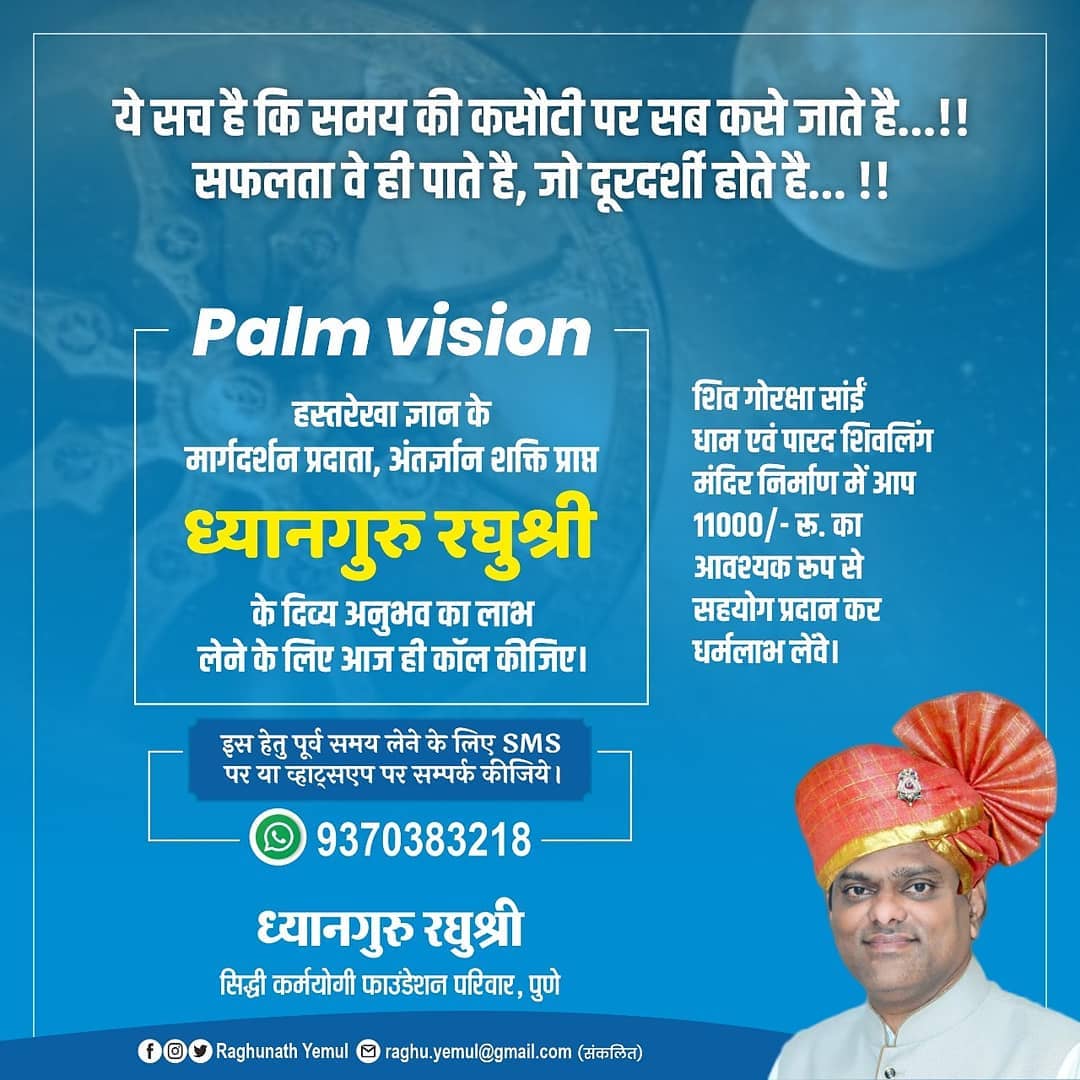 ये सच है कि समय की कसौटी पर सब कसे जाते है...!!
सफलता वे ही पाते है, जो दूरदर्शी होते है... !!
Palm vision
हस्तरेखा ज्ञान के
मार्गदर्शन प्रदाता, अंतर्ज्ञान शक्ति प्राप्त
ध्यानगुरु रघुश्री
के दिव्य अनुभव का लाभ
लेने के लिए आज ही कॉल कीजिए।
शिव गोरक्षा सांईं
धाम एवं पारद शिवलिंग
मंदिर निर्माण में आप
11000/- रू. का
आवश्यक रूप से
सहयोग प्रदान कर
धर्मलाभ लेंवे।
इस हेतु पूर्व समय लेने के लिए SMS
पर या व्हाट्सएप पर सम्पर्क कीजिये।
9370383218
ध्यानगुरु रघुश्री
सिद्धी कर्मयोगी फाउंडेशन परिवार, पुणे
Raghunath Yemul raghu.yemul@gmail.com (संकलित)